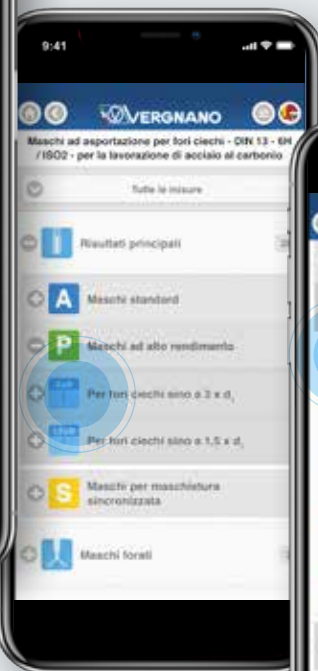 9:41
VERGNANO
Maschi ad asportazione per fori ciechi - DIN 13 - 6H
/ ISO2 - per la lavorazione di acciaio al carbonio
Tutte le misure
Risultati principali
A Maschi standard
P Maschi ad alto rendimento
Per fori ciechi sino a 3 x d₁
Per fori ciechi sino a 1,5 x d₁
S Maschi per maschiatura
sincronizzata
Maschi forati